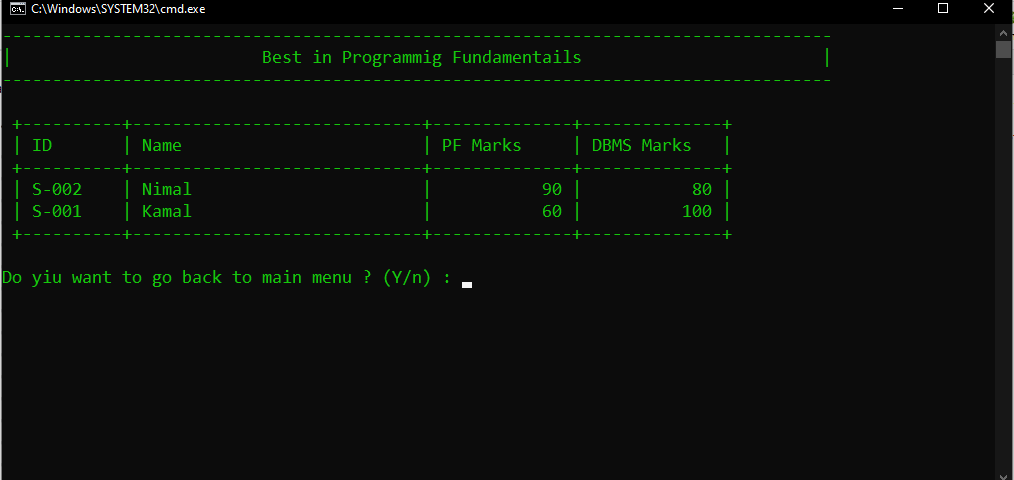 C:\Windows\SYSTEM32\cmd.exe
--------------------------------------------------------------------------------
| Best in Programmig Fundamentails |
--------------------------------------------------------------------------------
+----------+-----------------------------+--------------+--------------+
| ID | Name | PF Marks | DBMS Marks |
+----------+-----------------------------+--------------+--------------+
| S-002 | Nimal | 90 | 80 |
| S-001 | Kamal | 60 | 100 |
+----------+-----------------------------+--------------+--------------+
Do yiu want to go back to main menu ? (Y/n) :